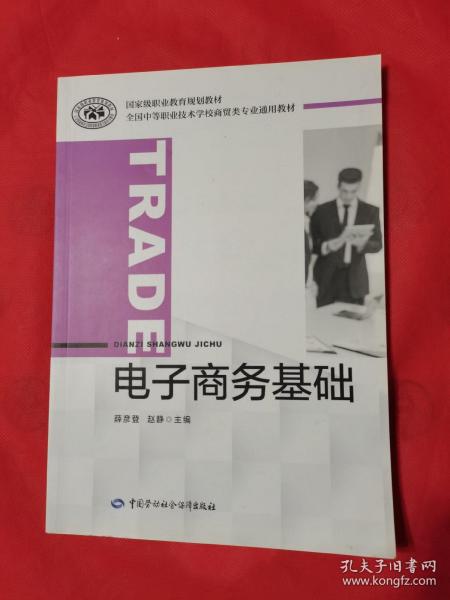 国家级职业教育规划教材
全国中等职业技术学校商贸类专业通用教材
TRADE
DIANZI SHANGWU JICHU
电子商务基础
薛彦登 赵静◎主编
中国劳动社会保障出版社
孔夫子旧书网
www.kongfz.com